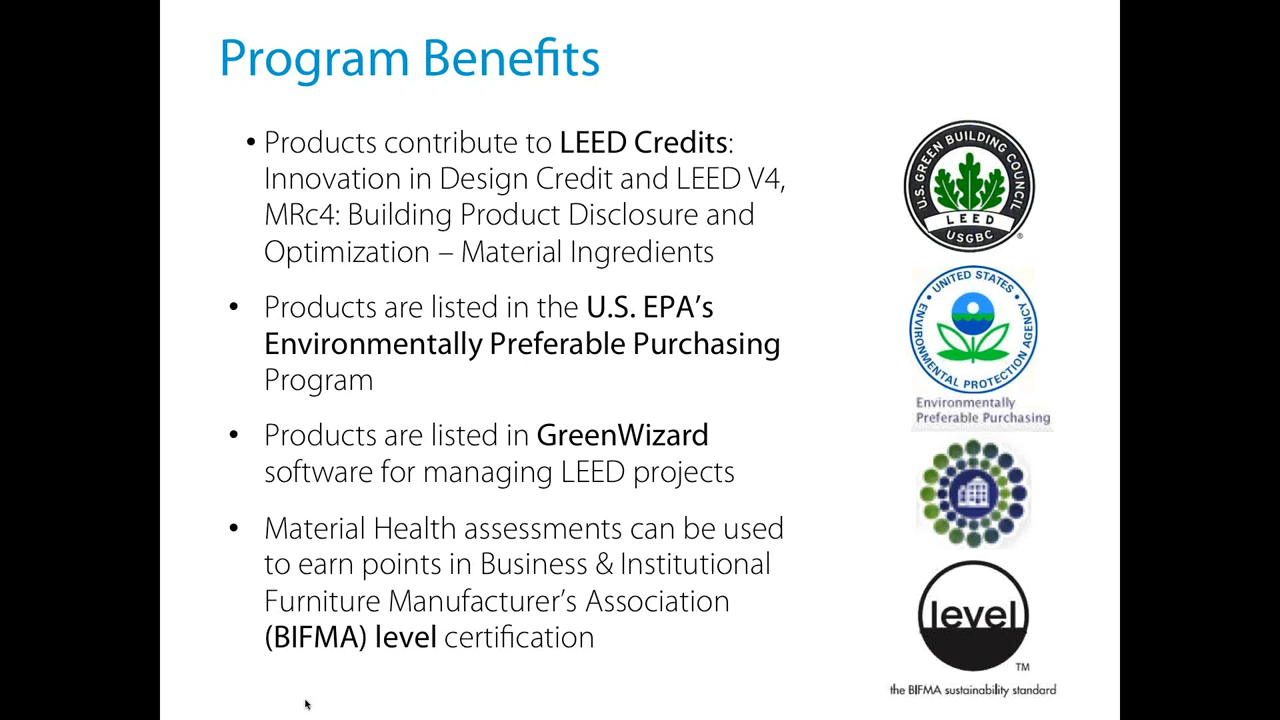 Program Benefits
• Products contribute to LEED Credits:
Innovation in Design Credit and LEED V4,
MRc4: Building Product Disclosure and
Optimization – Material Ingredients
• Products are listed in the U.S. EPA’s
Environmentally Preferable Purchasing
Program
• Products are listed in GreenWizard
software for managing LEED projects
• Material Health assessments can be used
to earn points in Business & Institutional
Furniture Manufacturer’s Association
(BIFMA) level certification
U.S. GREEN BUILDING COUNCIL
LEED
USGBC
®
UNITED STATES
ENVIRONMENTAL PROTECTION AGENCY
Environmentally
Preferable Purchasing
level
TM
the BIFMA sustainability standard